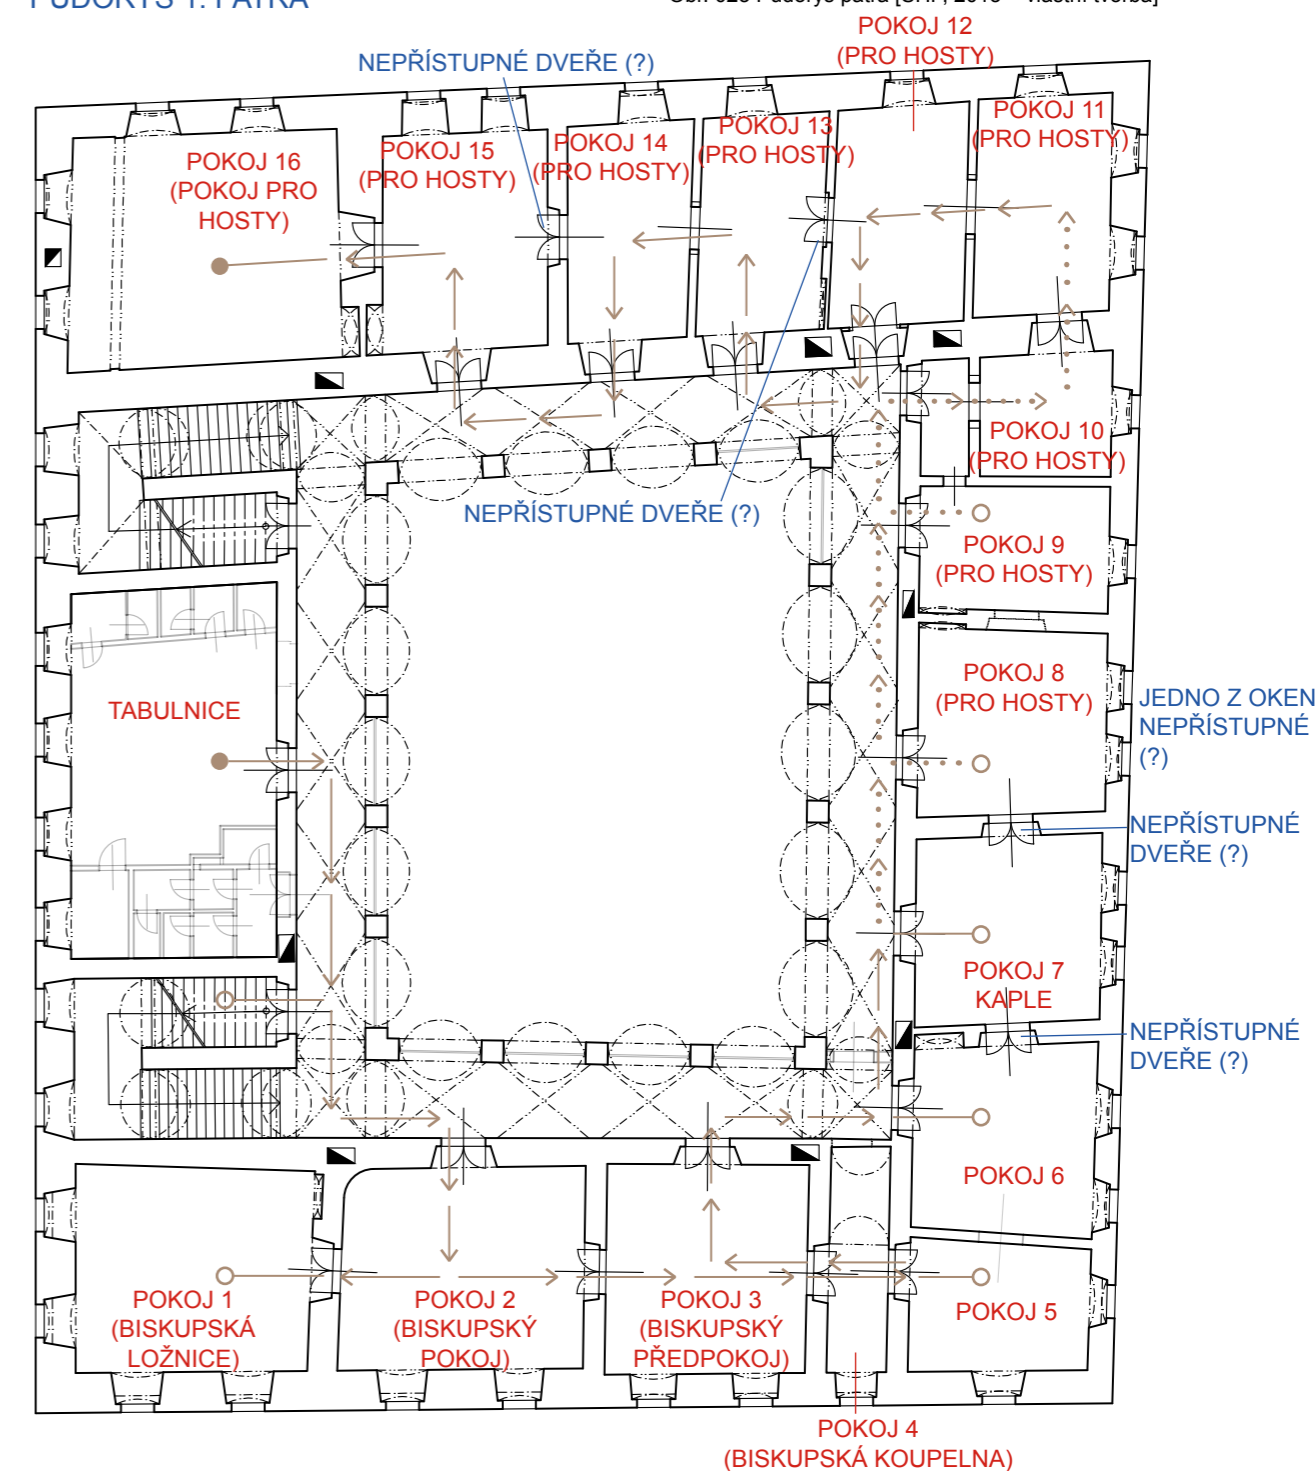 POKOJ 12
(PRO HOSTY)
NEPŘÍSTUPNÉ DVEŘE (?)
POKOJ 11
(PRO HOSTY)
POKOJ 13
(PRO HOSTY)
POKOJ 14
(PRO HOSTY)
POKOJ 15
(PRO HOSTY)
POKOJ 16
(POKOJ PRO
HOSTY)
POKOJ 10
(PRO HOSTY)
NEPŘÍSTUPNÉ DVEŘE (?)
POKOJ 9
(PRO HOSTY)
POKOJ 8
(PRO HOSTY)
JEDNO Z OKEN
NEPŘÍSTUPNÉ
(?)
TABULNICE
NEPŘÍSTUPNÉ
DVEŘE (?)
POKOJ 7
KAPLE
NEPŘÍSTUPNÉ
DVEŘE (?)
POKOJ 6
POKOJ 1
(BISKUPSKÁ
LOŽNICE)
POKOJ 2
(BISKUPSKÝ
POKOJ)
POKOJ 3
(BISKUPSKÝ
PŘEDPOKOJ)
POKOJ 5
POKOJ 4
(BISKUPSKÁ KOUPELNA)